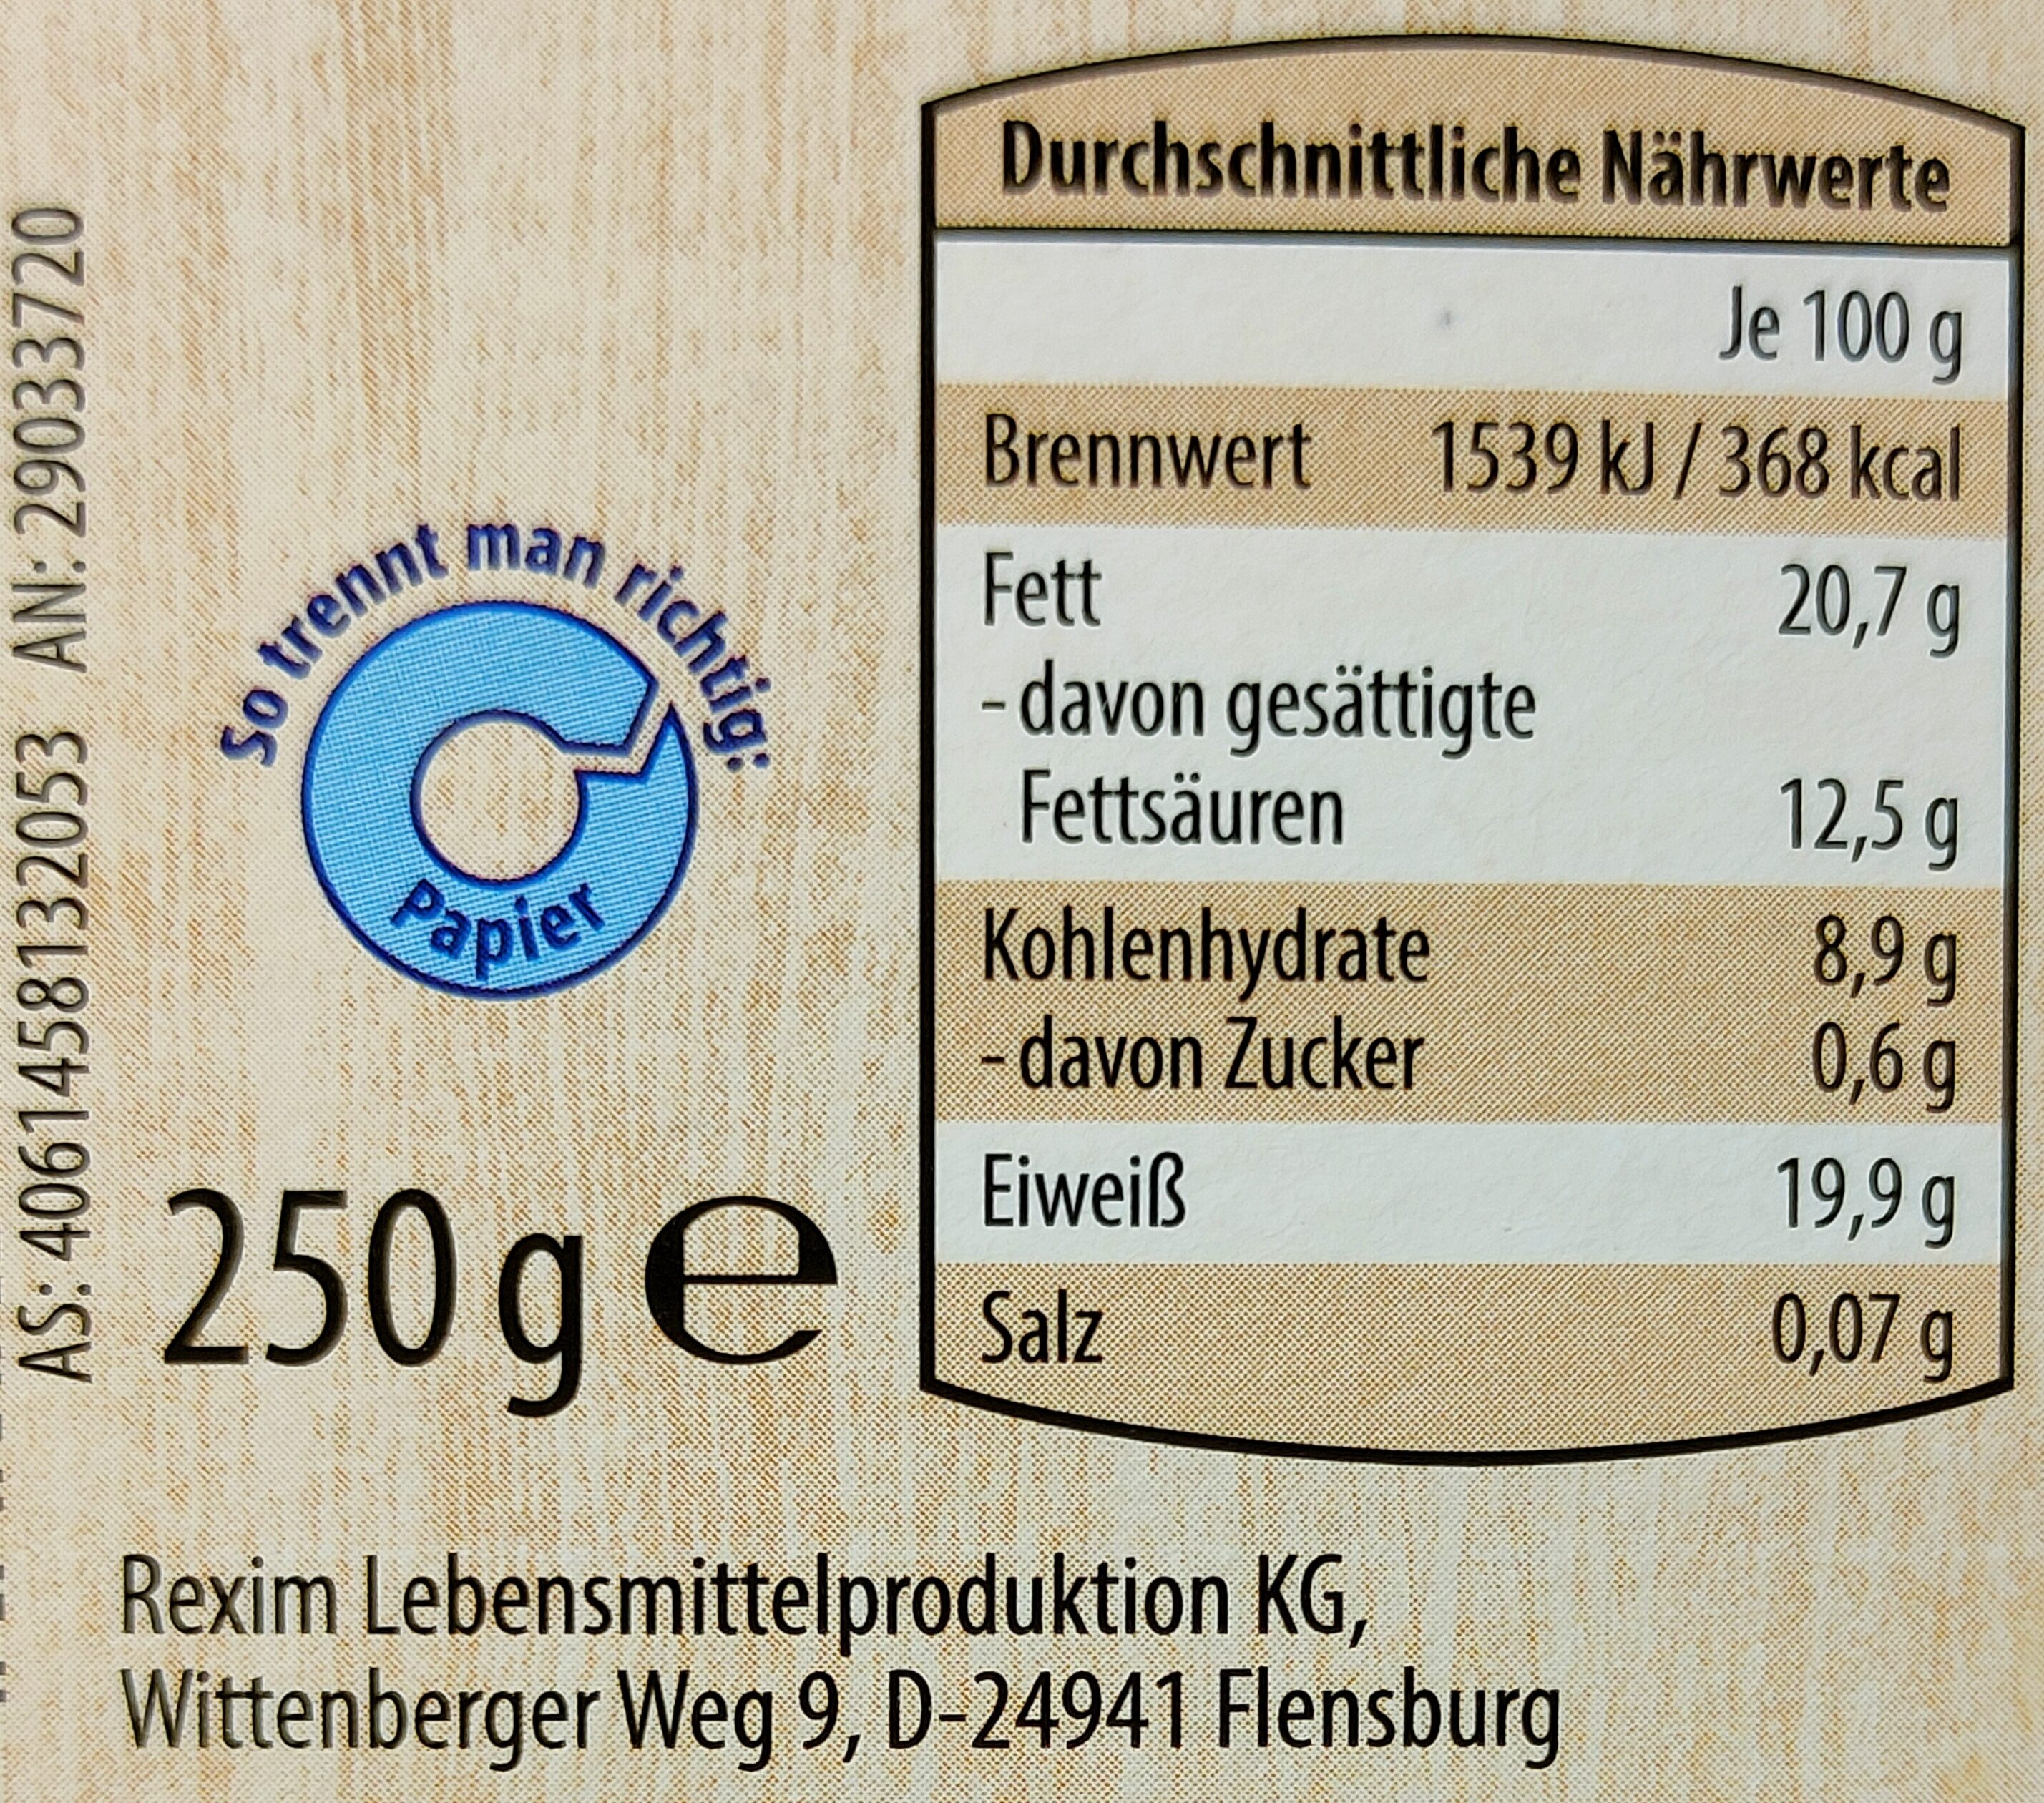 AS: 4061458132053 AN: 29033720
So trennt man richtig:
Papier
250 g e
Durchschnittliche Nährwerte
Je 100 g
Brennwert 1539 kJ / 368 kcal
Fett 20,7 g
- davon gesättigte
Fettsäuren 12,5 g
Kohlenhydrate 8,9 g
- davon Zucker 0,6 g
Eiweiß 19,9 g
Salz 0,07 g
Rexim Lebensmittelproduktion KG,
Wittenberger Weg 9, D-24941 Flensburg